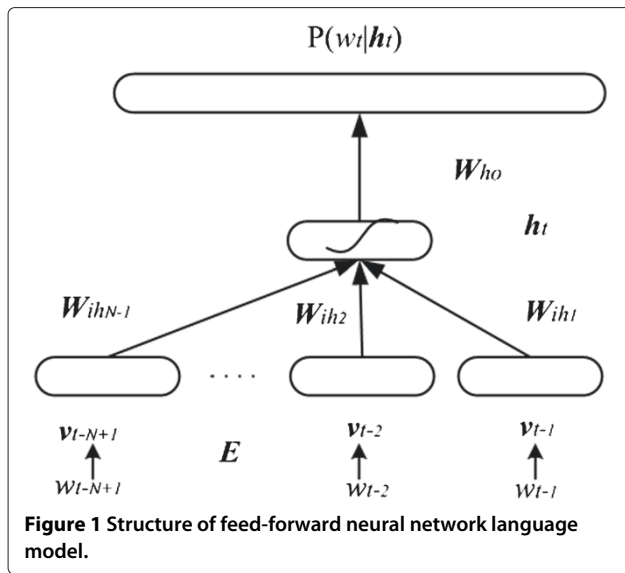 P(wt|ht)
Who
ht
WihN-1
Wih2
Wih1
....
vt-N+1
vt-2
vt-1
E
wt-N+1
wt-2
wt-1
Figure 1 Structure of feed-forward neural network language
model.